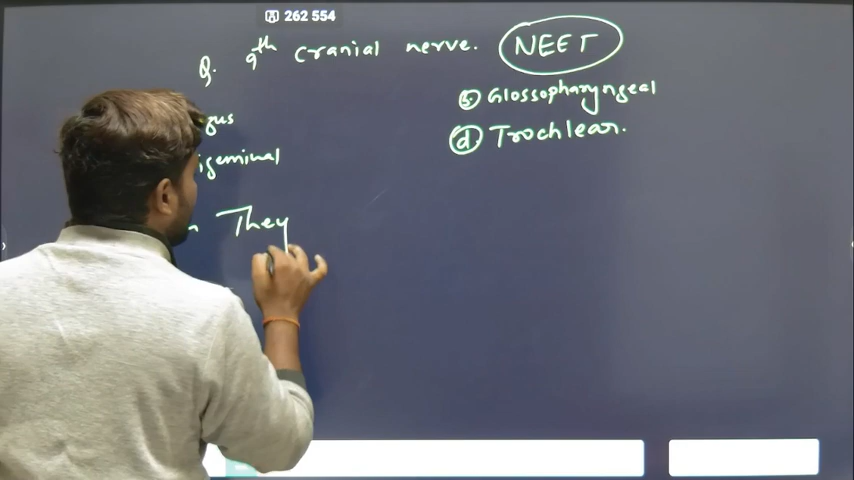 262 554
Q. 9th cranial nerve. NEET
gus
b. Glossopharyngeal
igeminal
d Trochlear.
n They